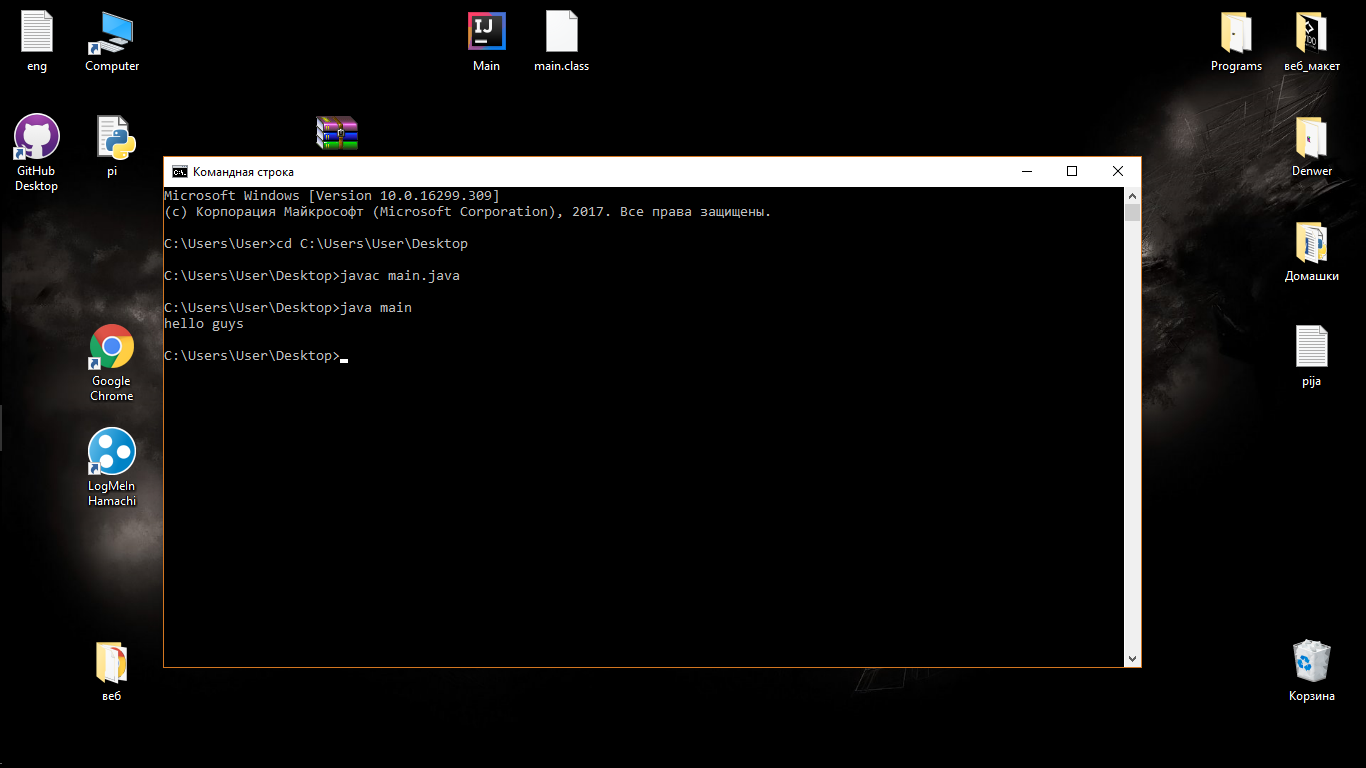 eng
Computer
Main
main.class
Programs
веб_макет
GitHub
Desktop
pi
Denwer
Командная строка
Microsoft Windows [Version 10.0.16299.309]
(c) Корпорация Майкрософт (Microsoft Corporation), 2017. Все права защищены.
C:\Users\User>cd C:\Users\User\Desktop
C:\Users\User\Desktop>javac main.java
C:\Users\User\Desktop>java main
hello guys
C:\Users\User\Desktop>
Домашки
Google
Chrome
pija
LogMeIn
Hamachi
веб
Корзина